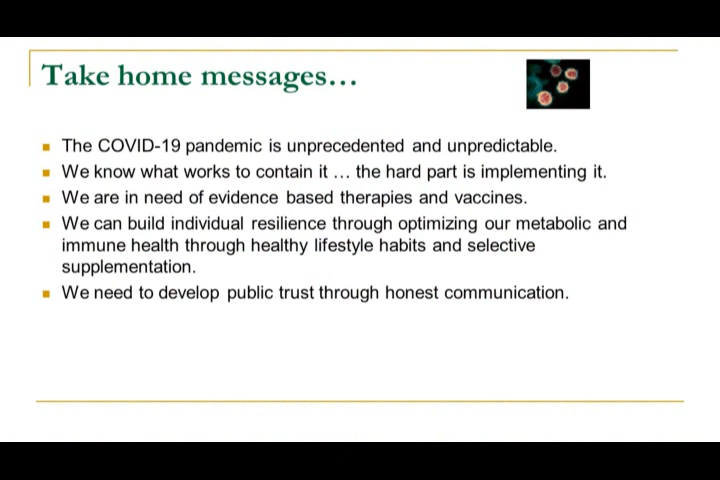 Take home messages…
The COVID-19 pandemic is unprecedented and unpredictable.
We know what works to contain it … the hard part is implementing it.
We are in need of evidence based therapies and vaccines.
We can build individual resilience through optimizing our metabolic and
immune health through healthy lifestyle habits and selective
supplementation.
We need to develop public trust through honest communication.